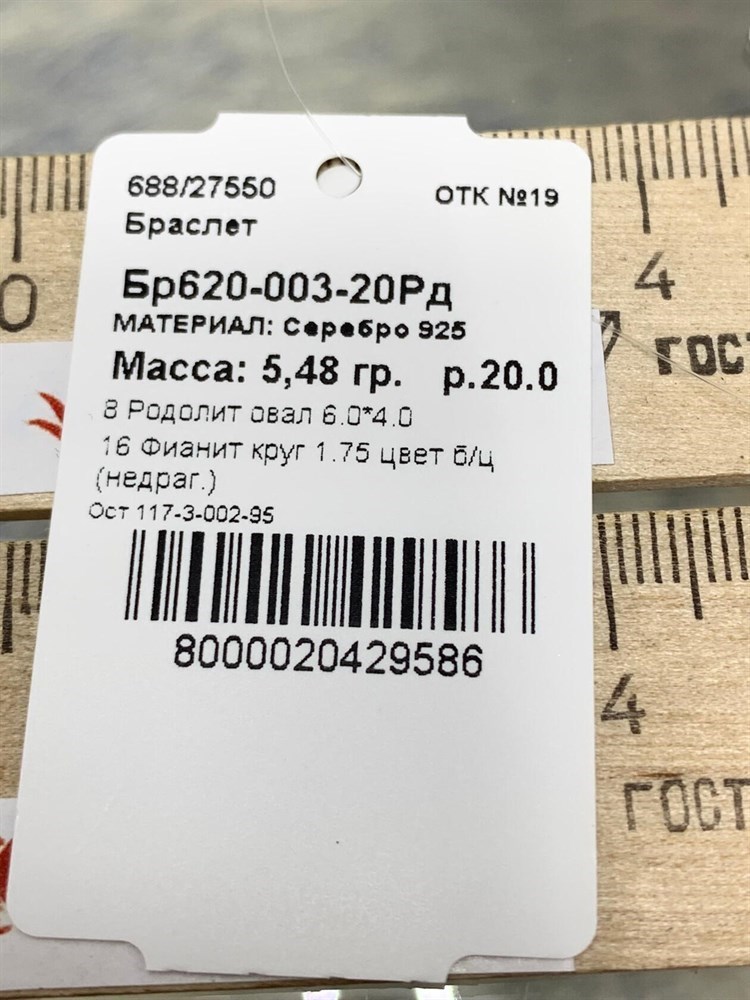 688/27550
ОТК №19
Браслет
Бр620-003-20Рд
МАТЕРИАЛ: Серебро 925
Масса: 5,48 гр. р.20.0
8 Родолит овал 6.0*4.0
16 Фианит круг 1.75 цвет б/ц
(недраг.)
Ост 117-3-002-95
8000020429586
0
4
ГОС
4
ГОСТ